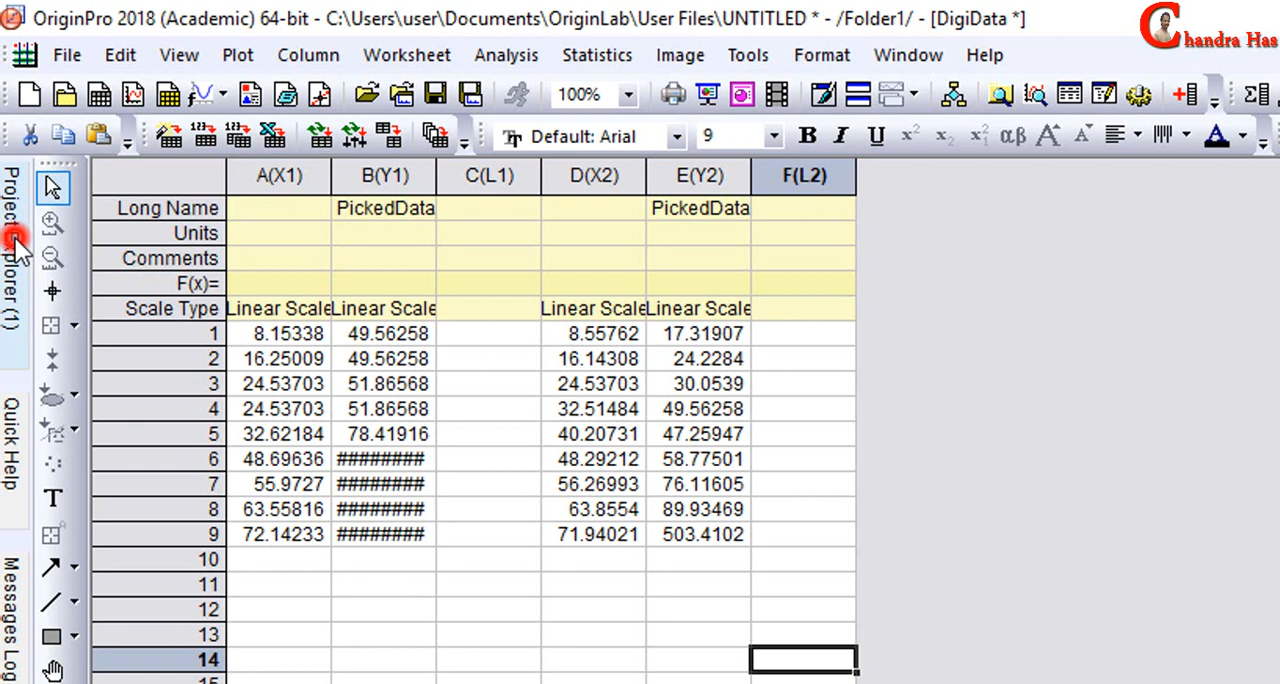 OriginPro 2018 (Academic) 64-bit - C:\Users\user\Documents\OriginLab\User Files\UNTITLED * - /Folder1/ - [DigiData *]
Chandra Has
File Edit View Plot Column Worksheet Analysis Statistics Image Tools Format Window Help
100%
Default: Arial 9 B I U x² x₂ αβ A A A
A(X1) B(Y1) C(L1) D(X2) E(Y2) F(L2)
Long Name PickedData PickedData
Units
Comments
F(x)=
Scale Type Linear Scale Linear Scale Linear Scale Linear Scale
1 8.15338 49.56258 8.55762 17.31907
2 16.25009 49.56258 16.14308 24.2284
3 24.53703 51.86568 24.53703 30.0539
4 24.53703 51.86568 32.51484 49.56258
5 32.62184 78.41916 40.20731 47.25947
6 48.69636 ######## 48.29212 58.77501
7 55.9727 ######## 56.26993 76.11605
8 63.55816 ######## 63.8554 89.93469
9 72.14233 ######## 71.94021 503.4102
10
11
12
13
14
15
Project Explorer (1)
Quick Help
Messages Log
T